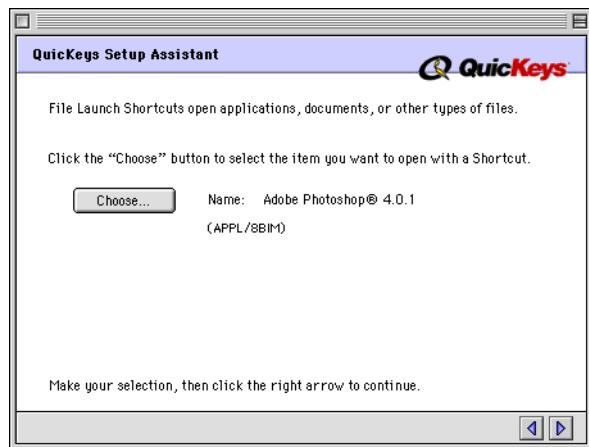 QuicKeys Setup Assistant
QuicKeys
File Launch Shortcuts open applications, documents, or other types of files.
Click the “Choose” button to select the item you want to open with a Shortcut.
Choose... Name: Adobe Photoshop® 4.0.1
(APPL/8BIM)
Make your selection, then click the right arrow to continue.